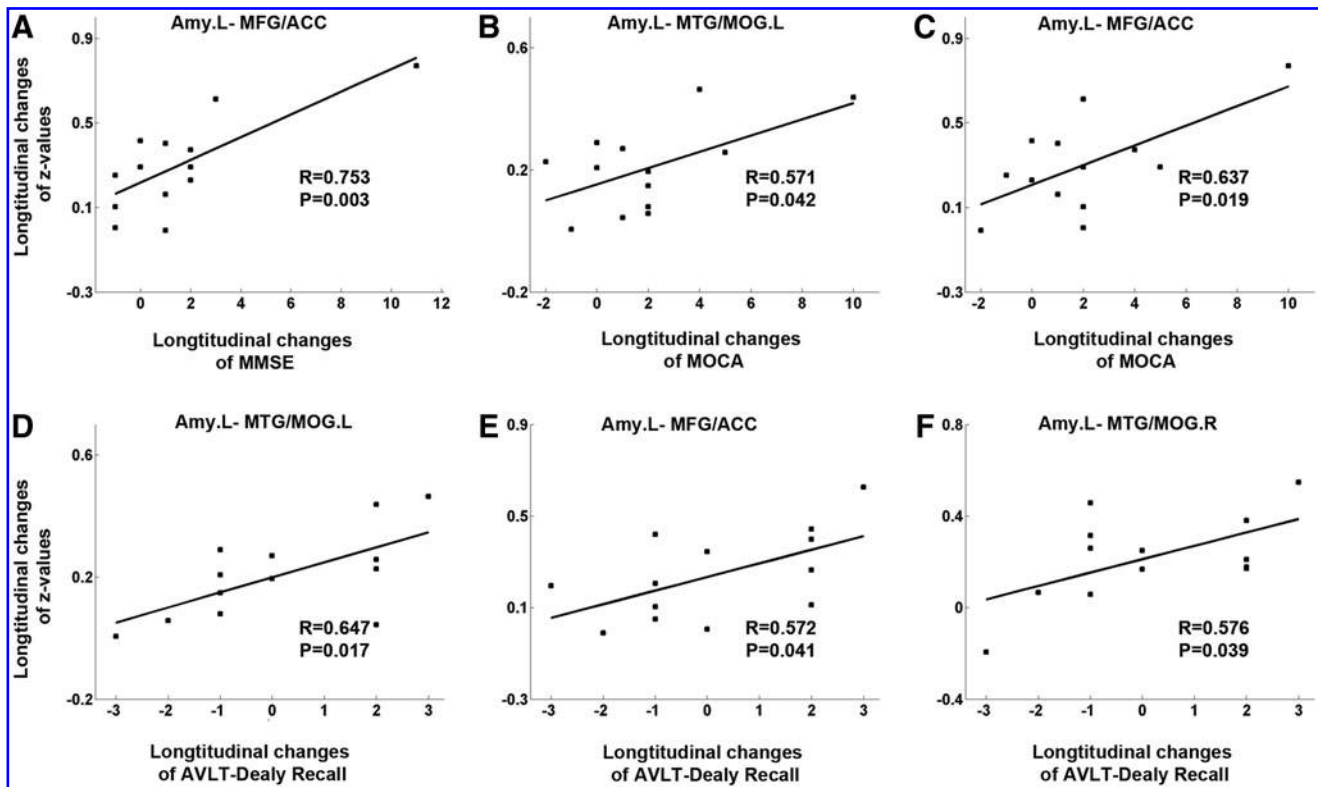 A
Amy.L- MFG/ACC
Longtitudinal changes
of z-values
0.9
0.5
0.1
-0.3
R=0.753
P=0.003
0 2 4 6 8 10 12
Longtitudinal changes
of MMSE
B
Amy.L- MTG/MOG.L
0.6
0.2
-0.2
R=0.571
P=0.042
-2 0 2 4 6 8 10
Longtitudinal changes
of MOCA
C
Amy.L- MFG/ACC
0.9
0.5
0.1
-0.3
R=0.637
P=0.019
-2 0 2 4 6 8 10
Longtitudinal changes
of MOCA
D
Amy.L- MTG/MOG.L
Longtitudinal changes
of z-values
0.6
0.2
-0.2
R=0.647
P=0.017
-3 -2 -1 0 1 2 3
Longtitudinal changes
of AVLT-Dealy Recall
E
Amy.L- MFG/ACC
0.9
0.5
0.1
-0.3
R=0.572
P=0.041
-3 -2 -1 0 1 2 3
Longtitudinal changes
of AVLT-Dealy Recall
F
Amy.L- MTG/MOG.R
0.8
0.4
0
-0.4
R=0.576
P=0.039
-3 -2 -1 0 1 2 3
Longtitudinal changes
of AVLT-Dealy Recall